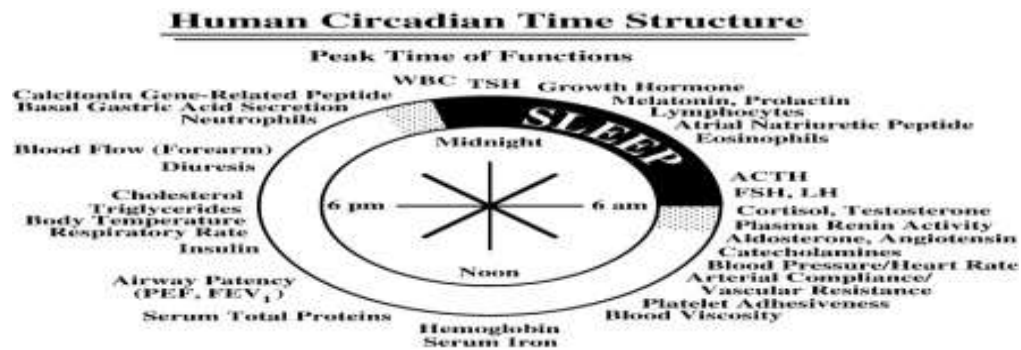 Human Circadian Time Structure
Peak Time of Functions
WBC
TSH
Growth Hormone
Melatonin, Prolactin
Lymphocytes
Atrial Natriuretic Peptide
Eosinophils
ACTH
FSH, LH
Cortisol, Testosterone
Plasma Renin Activity
Aldosterone, Angiotensin
Catecholamines
Blood Pressure/Heart Rate
Arterial Compliance/
Vascular Resistance
Platelet Adhesiveness
Blood Viscosity
Hemoglobin
Serum Iron
Serum Total Proteins
Airway Patency
(PEF, FEV1)
Insulin
Respiratory Rate
Body Temperature
Triglycerides
Cholesterol
Diuresis
Blood Flow (Forearm)
Neutrophils
Basal Gastric Acid Secretion
Calcitonin Gene-Related Peptide
SLEEP
Midnight
6 pm
6 am
Noon